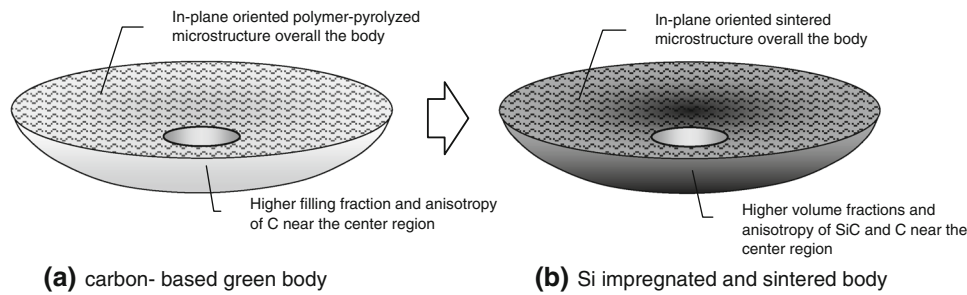 In-plane oriented polymer-pyrolyzed
microstructure overall the body
Higher filling fraction and anisotropy
of C near the center region
(a) carbon- based green body
In-plane oriented sintered
microstructure overall the body
Higher volume fractions and
anisotropy of SiC and C near the
center region
(b) Si impregnated and sintered body